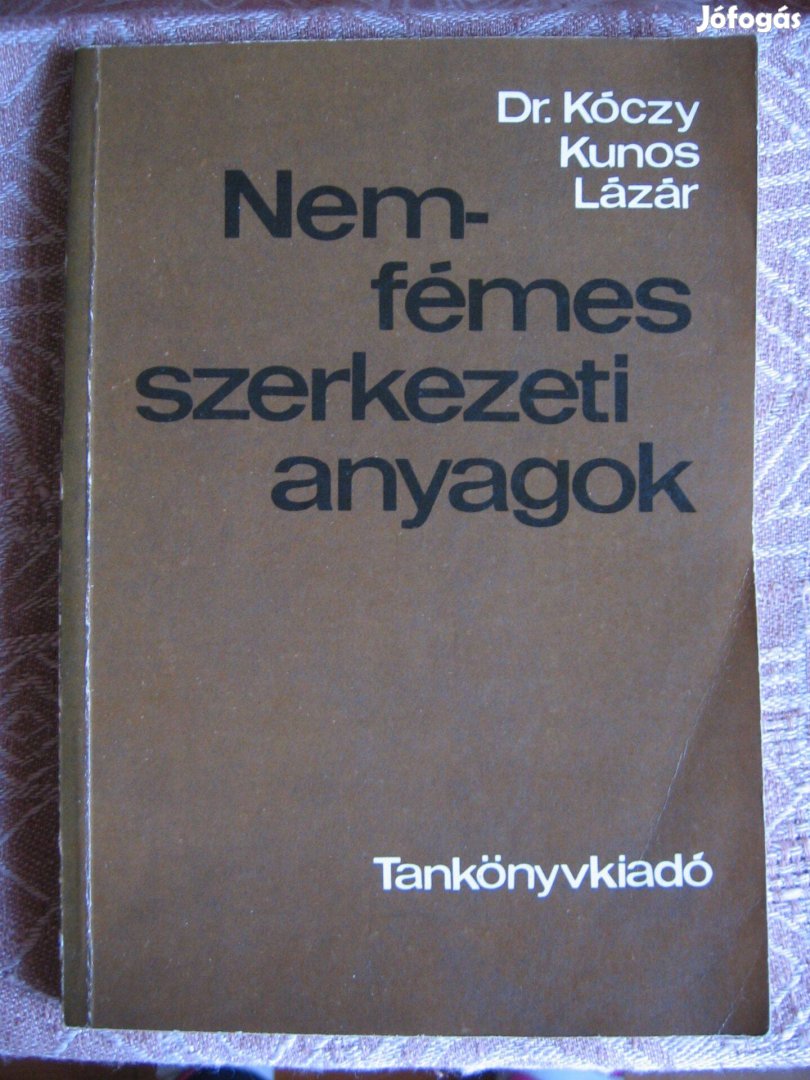 Jófogás
Dr. Kóczy
Kunos
Lázár
Nem-
fémes
szerkezeti
anyagok
Tankönyvkiadó